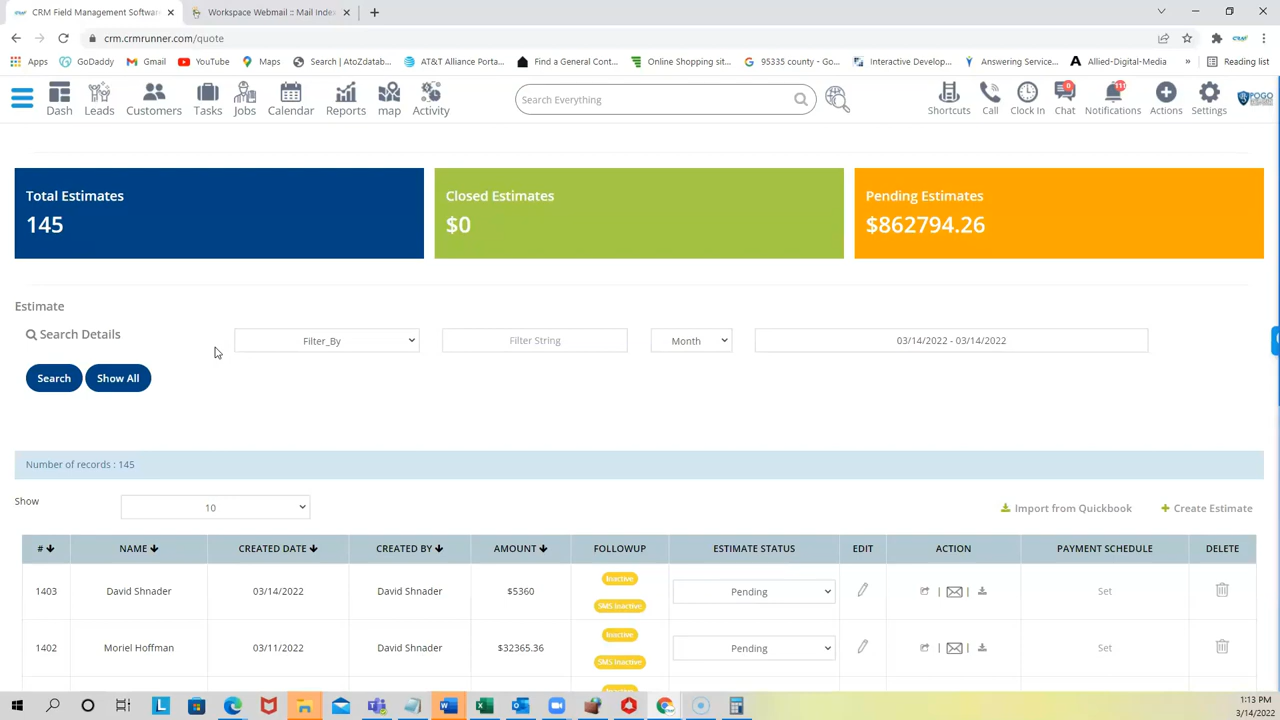 CRM Field Management Softwar
Workspace Webmail :: Mail Index
crm.crmrunner.com/quote
Apps GoDaddy Gmail YouTube Maps Search | AtoZdatab... AT&T Alliance Porta... Find a General Cont... Online Shopping sit... 95335 county - Go... Interactive Develop... Answering Service... Allied-Digital-Media » Reading list
Dash Leads Customers Tasks Jobs Calendar Reports map Activity
Search Everything
Shortcuts Call Clock In Chat Notifications Actions Settings
0
111
POGO
Total Estimates
145
Closed Estimates
$0
Pending Estimates
$862794.26
Estimate
Search Details
Filter_By
Filter String
Month
03/14/2022 - 03/14/2022
Search
Show All
Number of records : 145
Show
10
Import from Quickbook
Create Estimate
# NAME CREATED DATE CREATED BY AMOUNT FOLLOWUP ESTIMATE STATUS EDIT ACTION PAYMENT SCHEDULE DELETE
1403 David Shnader 03/14/2022 David Shnader $5360 Inactive SMS Inactive Pending | | Set
1402 Moriel Hoffman 03/11/2022 David Shnader $32365.36 Inactive SMS Inactive Pending | | Set
Inactive
1:13 PM
3/14/2022